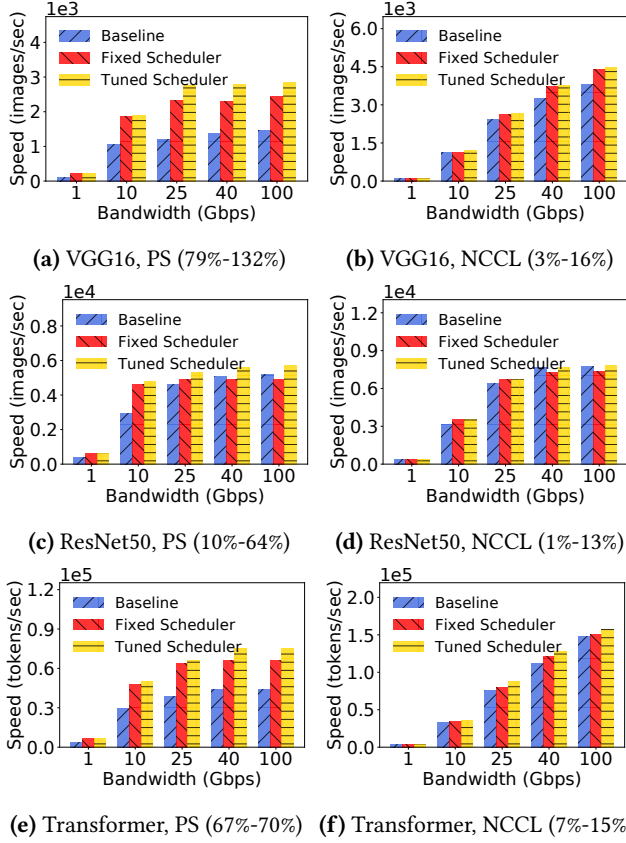 1e3
Speed (images/sec)
4
3
2
1
0
Baseline
Fixed Scheduler
Tuned Scheduler
1 10 25 40 100
Bandwidth (Gbps)
(a) VGG16, PS (79%-132%)
1e3
Speed (images/sec)
6.0
4.5
3.0
1.5
0.0
Baseline
Fixed Scheduler
Tuned Scheduler
1 10 25 40 100
Bandwidth (Gbps)
(b) VGG16, NCCL (3%-16%)
1e4
Speed (images/sec)
0.8
0.6
0.4
0.2
0.0
Baseline
Fixed Scheduler
Tuned Scheduler
1 10 25 40 100
Bandwidth (Gbps)
(c) ResNet50, PS (10%-64%)
1e4
Speed (images/sec)
1.2
0.9
0.6
0.3
0.0
Baseline
Fixed Scheduler
Tuned Scheduler
1 10 25 40 100
Bandwidth (Gbps)
(d) ResNet50, NCCL (1%-13%)
1e5
Speed (tokens/sec)
1.2
0.9
0.6
0.3
0.0
Baseline
Fixed Scheduler
Tuned Scheduler
1 10 25 40 100
Bandwidth (Gbps)
(e) Transformer, PS (67%-70%)
1e5
Speed (tokens/sec)
2.0
1.5
1.0
0.5
0.0
Baseline
Fixed Scheduler
Tuned Scheduler
1 10 25 40 100
Bandwidth (Gbps)
(f) Transformer, NCCL (7%-15%